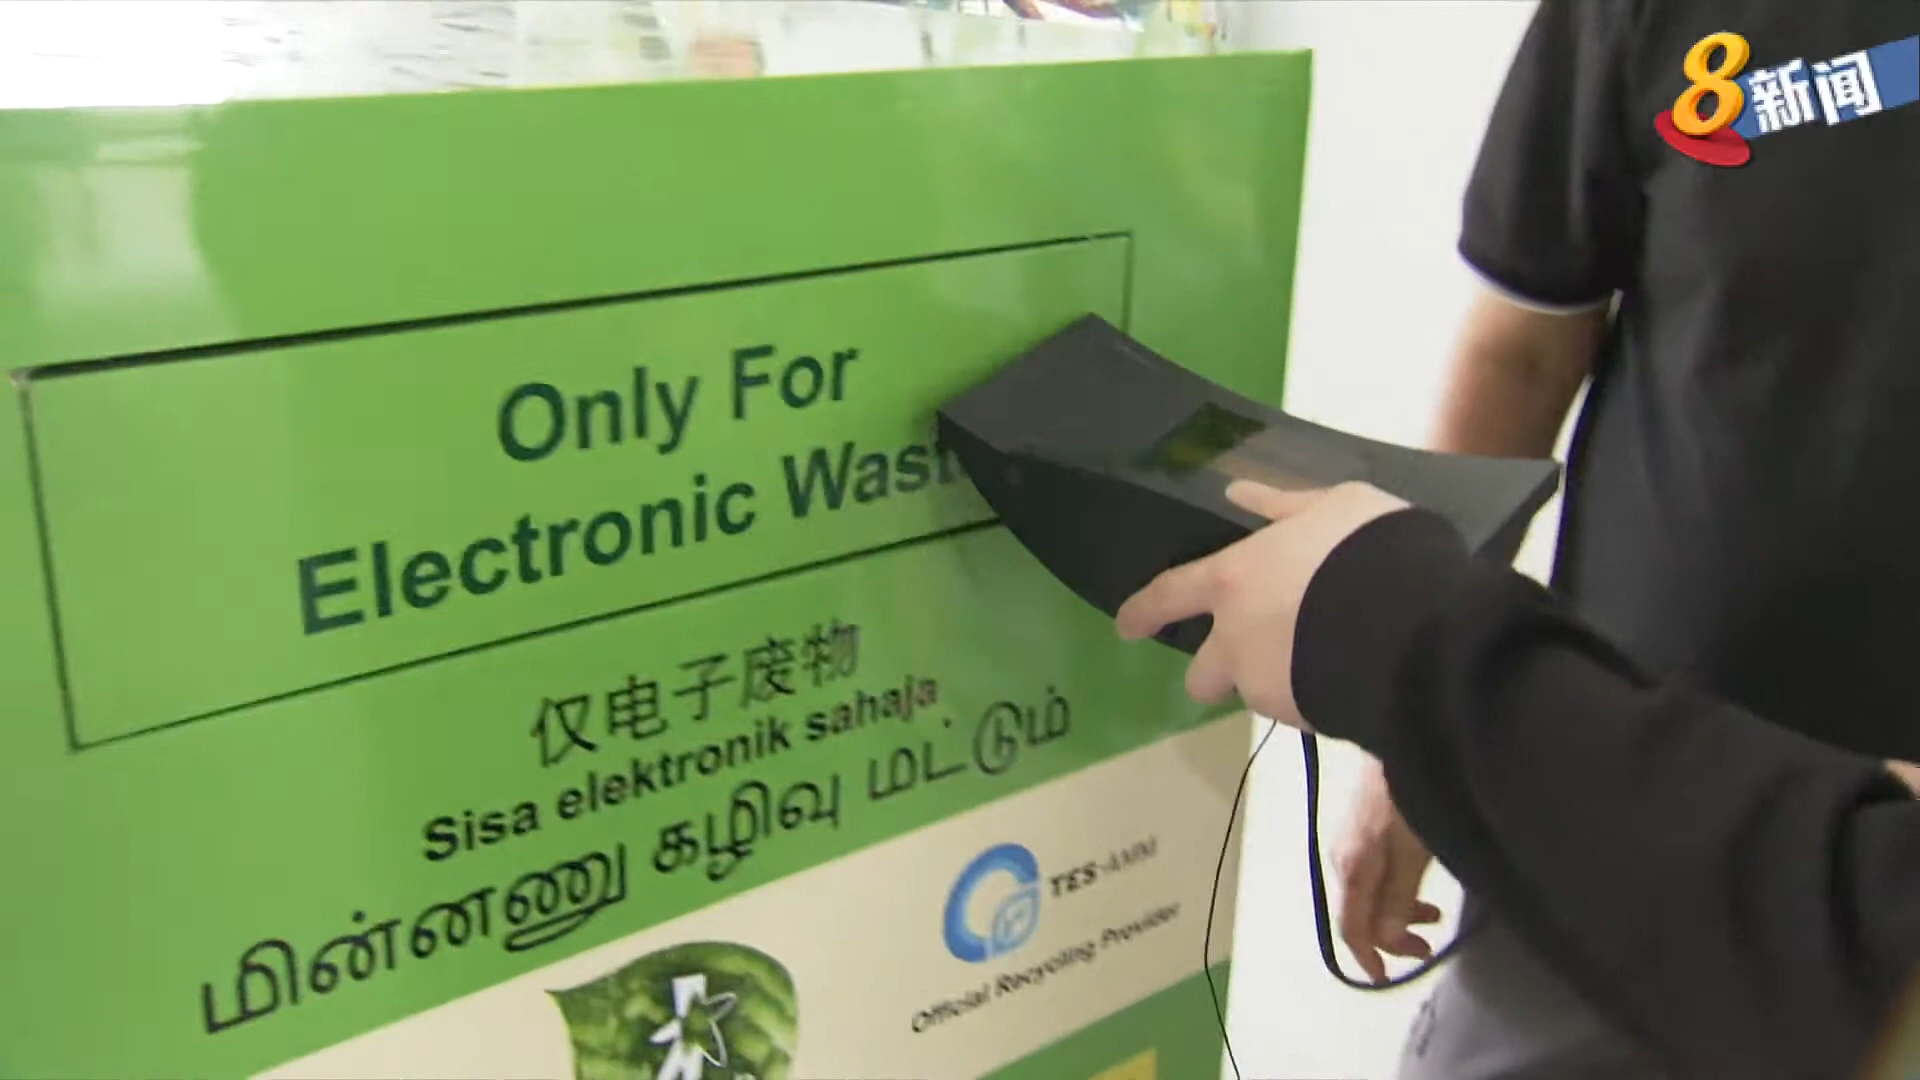 8新闻
Only For
Electronic Wast
仅电子废物
Sisa elektronik sahaja
மின்னணு கழிவு மட்டும்
TES-AMM
Official Recycling Provider